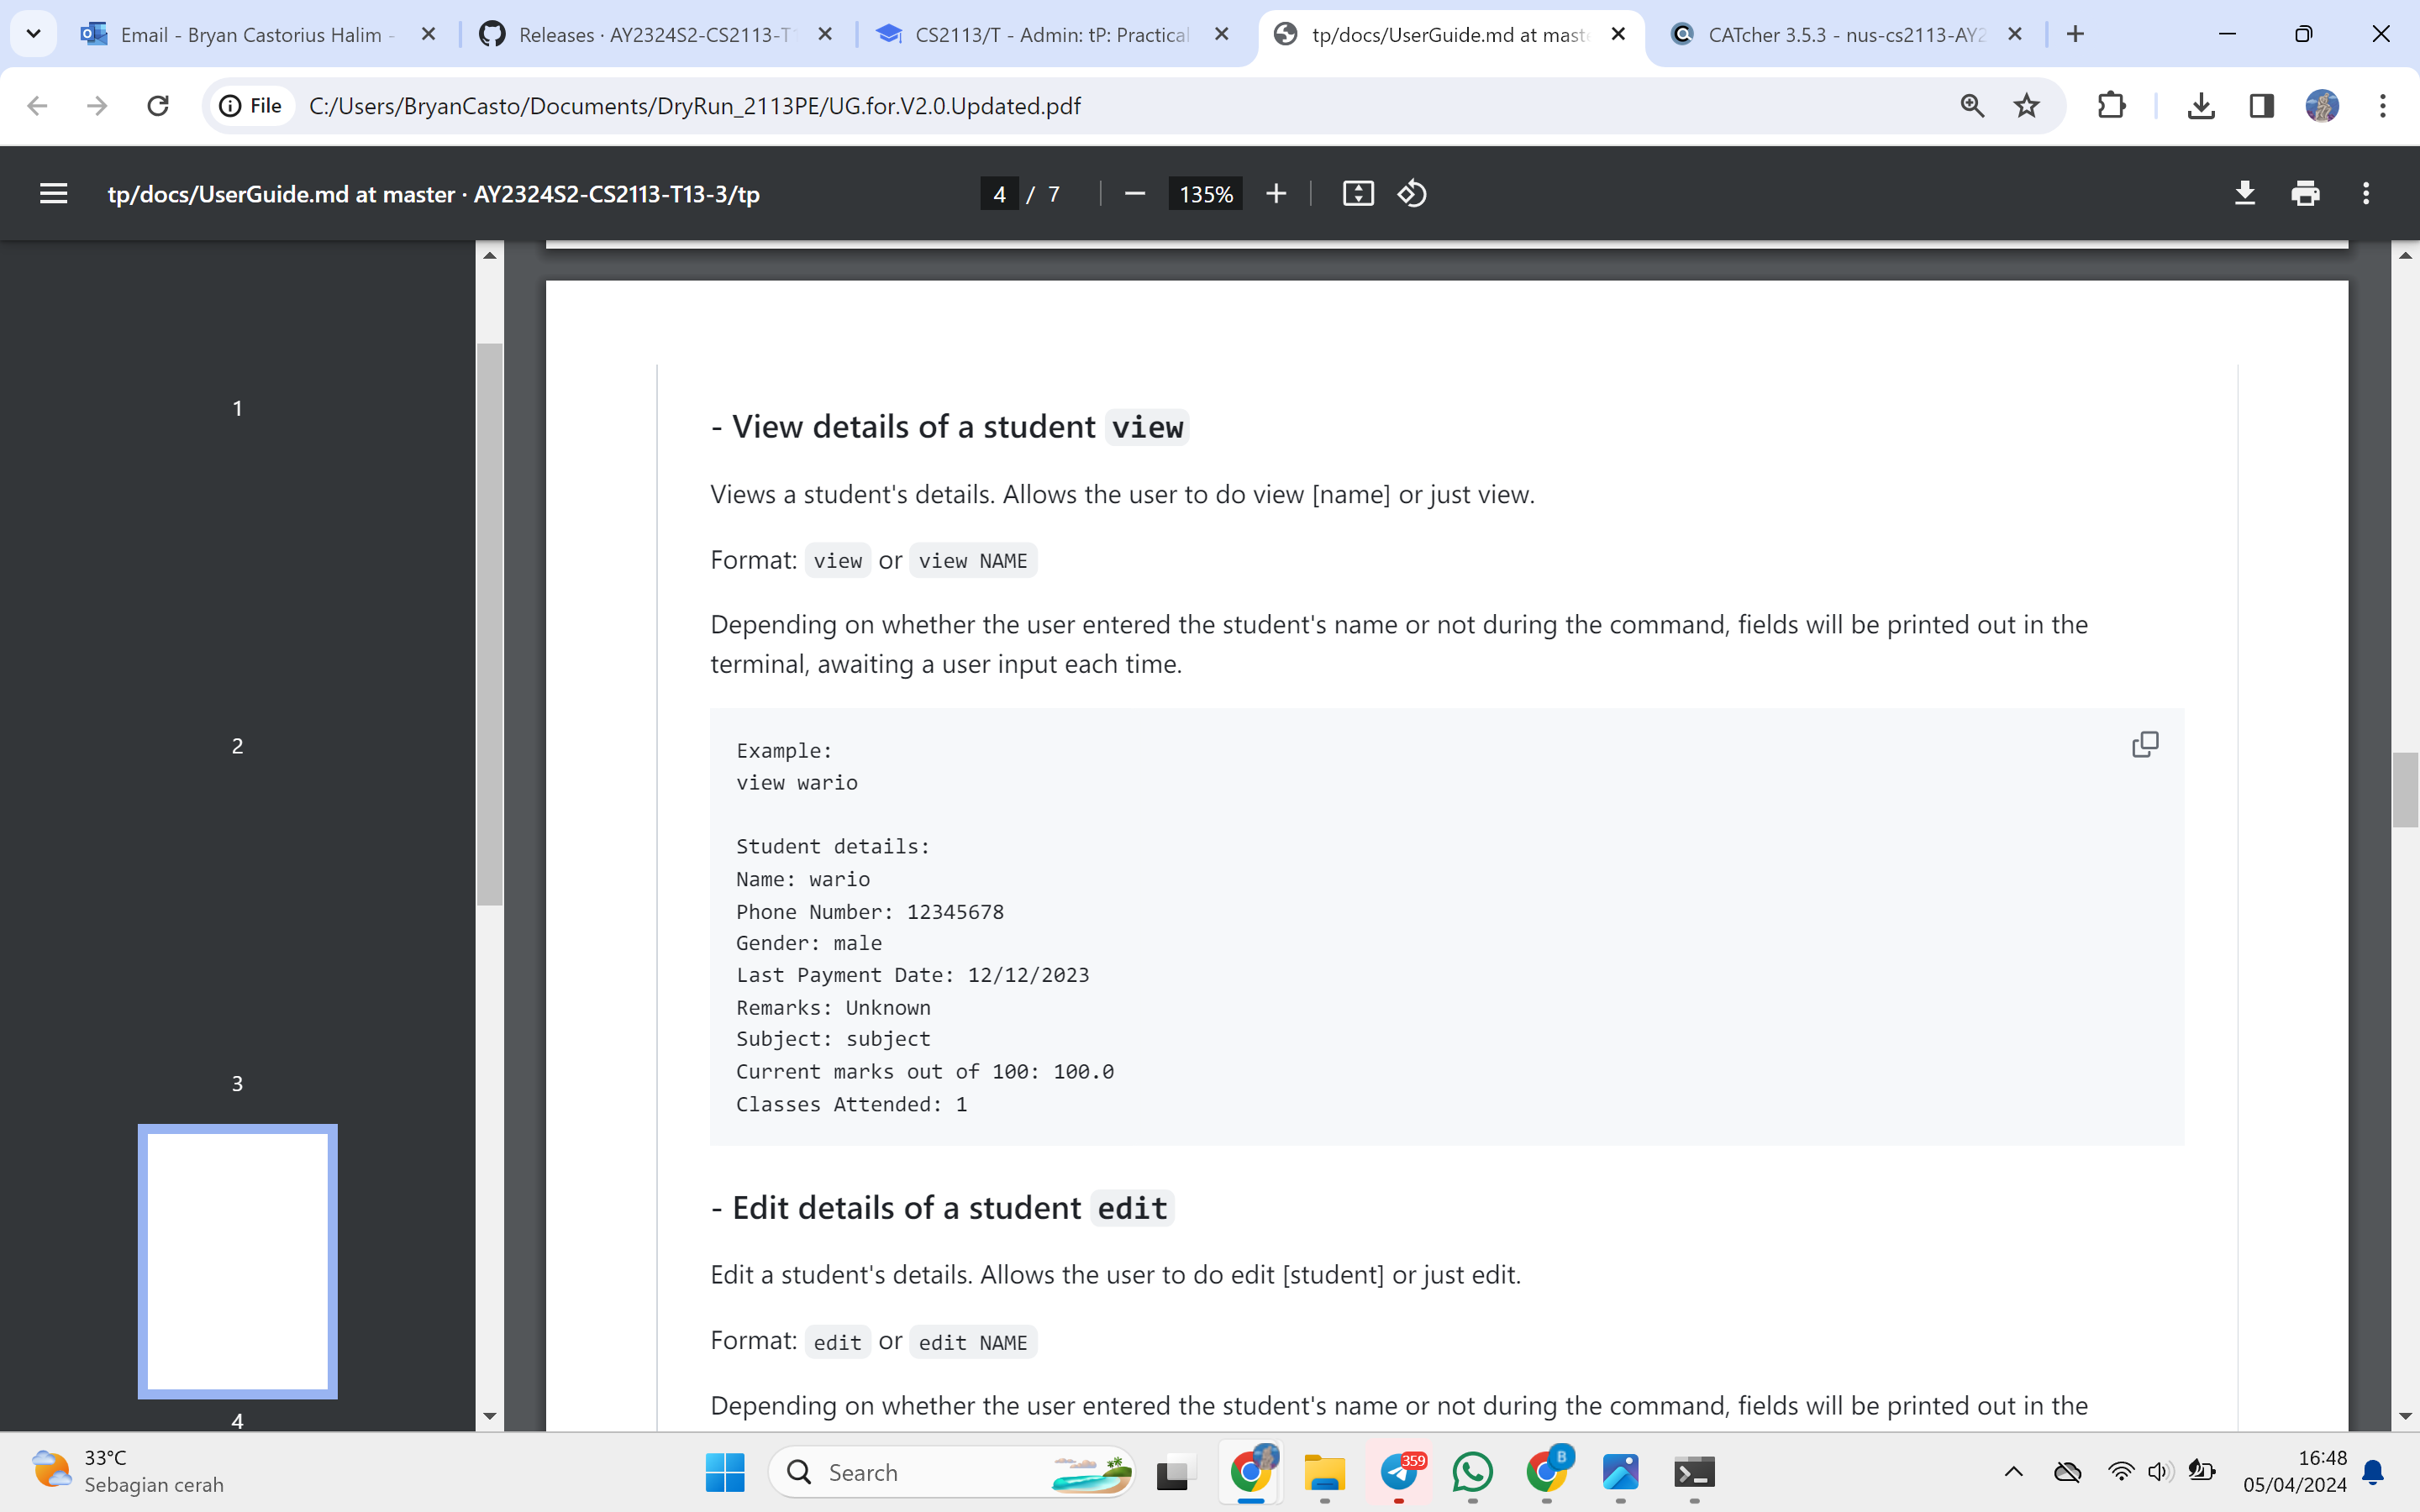 Email - Bryan Castorius Halim -
Releases · AY2324S2-CS2113-T
CS2113/T - Admin: tP: Practical
tp/docs/UserGuide.md at mast
CATcher 3.5.3 - nus-cs2113-AY2
File
C:/Users/BryanCasto/Documents/DryRun_2113PE/UG.for.V2.0.Updated.pdf
tp/docs/UserGuide.md at master · AY2324S2-CS2113-T13-3/tp
4 / 7
135%
1
2
3
4
- View details of a student view
Views a student's details. Allows the user to do view [name] or just view.
Format: view or view NAME
Depending on whether the user entered the student's name or not during the command, fields will be printed out in the
terminal, awaiting a user input each time.
Example:
view wario
Student details:
Name: wario
Phone Number: 12345678
Gender: male
Last Payment Date: 12/12/2023
Remarks: Unknown
Subject: subject
Current marks out of 100: 100.0
Classes Attended: 1
- Edit details of a student edit
Edit a student's details. Allows the user to do edit [student] or just edit.
Format: edit or edit NAME
Depending on whether the user entered the student's name or not during the command, fields will be printed out in the
33°C
Sebagian cerah
Search
359
B
16:48
05/04/2024